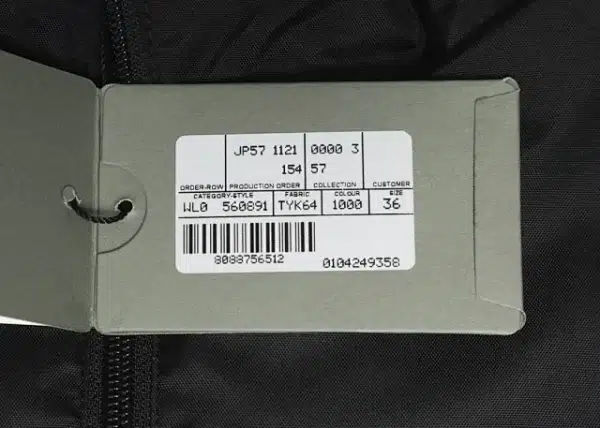 JP57 1121 0000 3
154 57
ORDER-ROW PRODUCTION ORDER COLLECTION CUSTOMER
CATEGORY-STYLE FABRIC COLOUR SIZE
WL0 560891 TYK64 1000 36
8088756512 0104249358